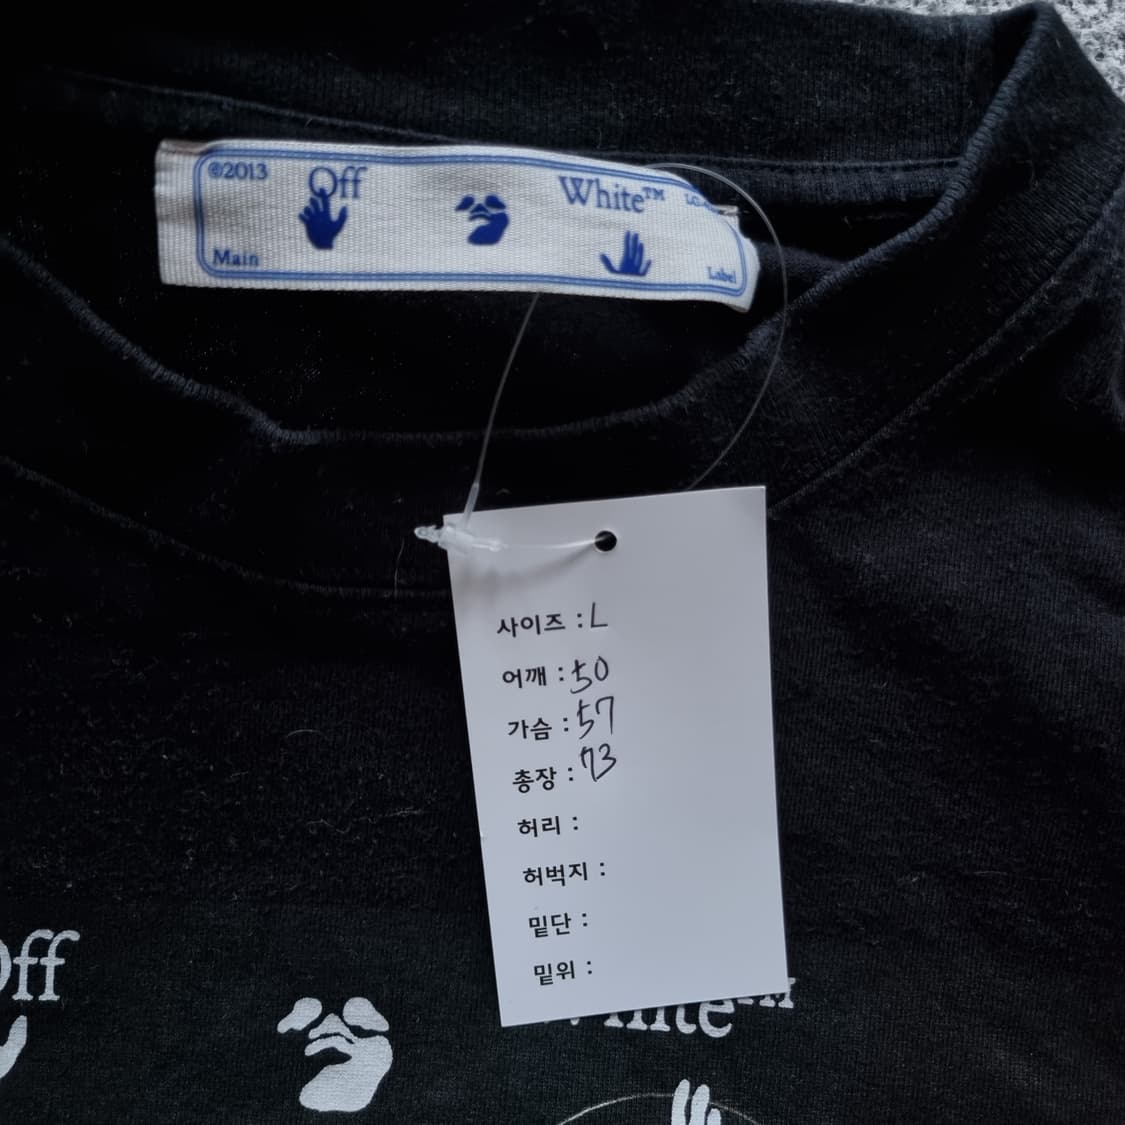 ©2013 Off White™
Main Label
사이즈 : L
어깨 : 50
가슴 : 57
총장 : 73
허리 :
허벅지 :
밑단 :
밑위 :
Off